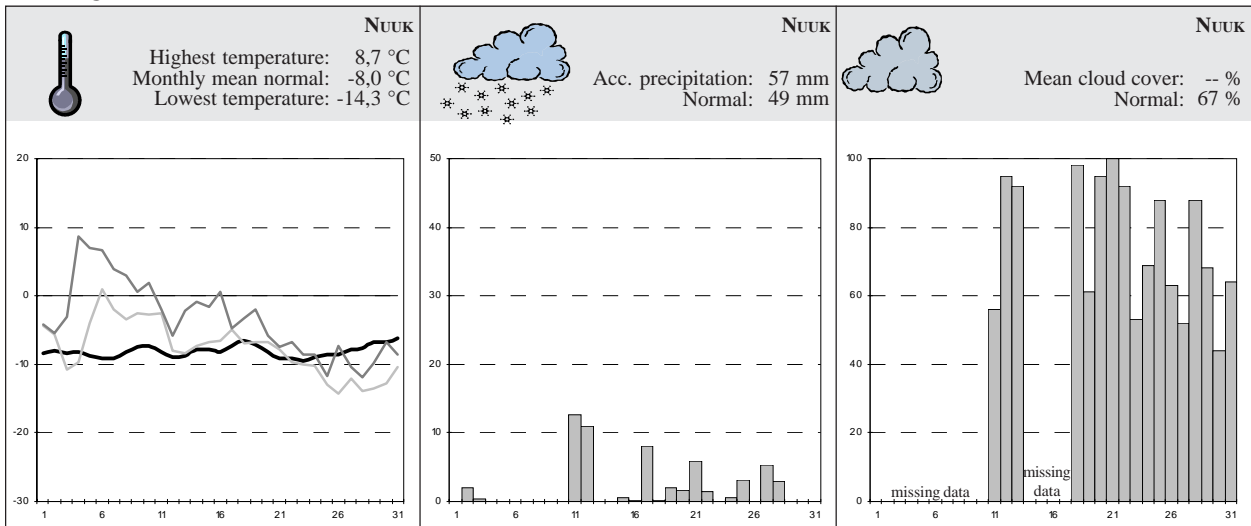 NUUK
Highest temperature: 8,7 °C
Monthly mean normal: -8,0 °C
Lowest temperature: -14,3 °C
20
10
0
-10
-20
-30
1 6 11 16 21 26 31
NUUK
Acc. precipitation: 57 mm
Normal: 49 mm
50
40
30
20
10
0
1 6 11 16 21 26 31
NUUK
Mean cloud cover: -- %
Normal: 67 %
100
80
60
40
20
0
missing data
missing
data
1 6 11 16 21 26 31